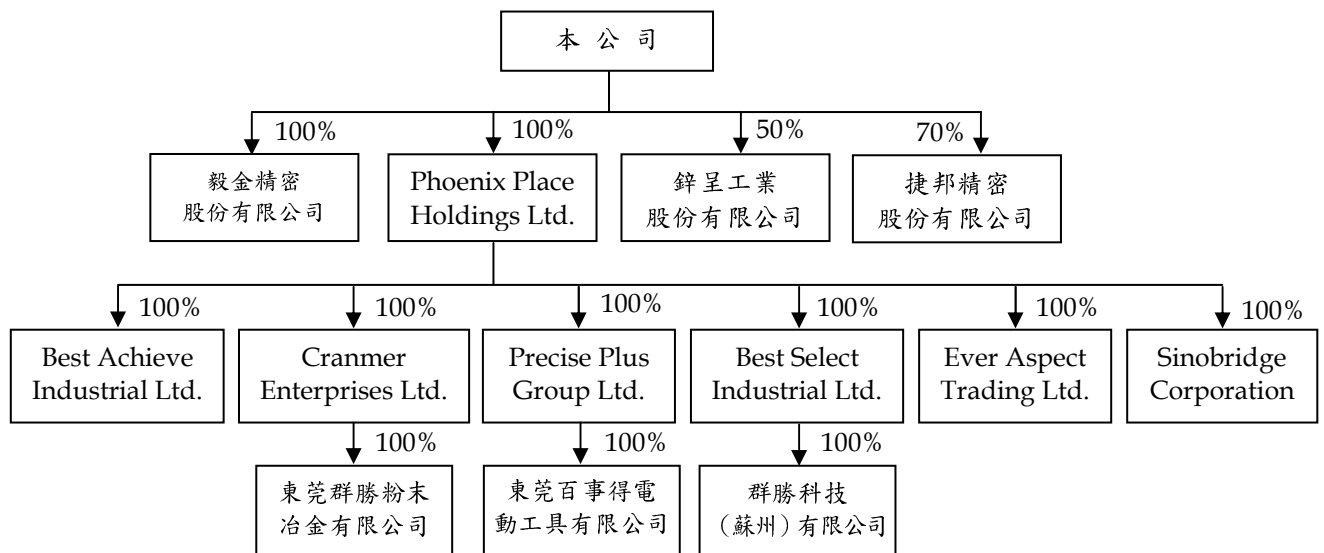 本 公 司
100%
100%
50%
70%
毅金精密
股份有限公司
Phoenix Place
Holdings Ltd.
鋅呈工業
股份有限公司
捷邦精密
股份有限公司
100%
100%
100%
100%
100%
100%
Best Achieve
Industrial Ltd.
Cranmer
Enterprises Ltd.
Precise Plus
Group Ltd.
Best Select
Industrial Ltd.
Ever Aspect
Trading Ltd.
Sinobridge
Corporation
100%
100%
100%
東莞群勝粉末
冶金有限公司
東莞百事得電
動工具有限公司
群勝科技
（蘇州）有限公司